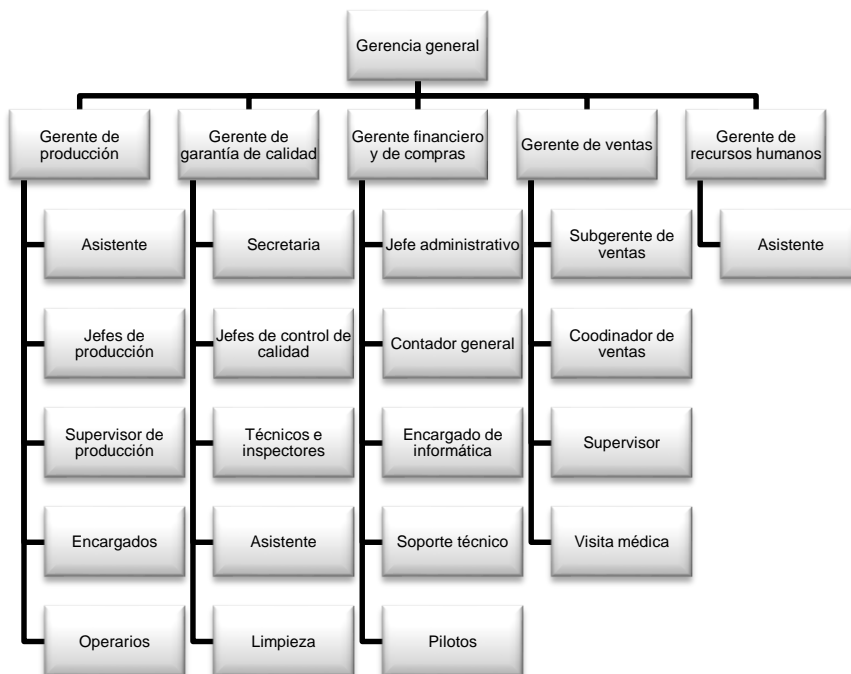 Gerencia general
Gerente de
producción
Gerente de
garantía de calidad
Gerente financiero
y de compras
Gerente de ventas
Gerente de
recursos humanos
Asistente
Secretaria
Jefe administrativo
Subgerente de
ventas
Asistente
Jefes de
producción
Jefes de control de
calidad
Contador general
Coodinador de
ventas
Supervisor de
producción
Técnicos e
inspectores
Encargado de
informática
Supervisor
Encargados
Asistente
Soporte técnico
Visita médica
Operarios
Limpieza
Pilotos